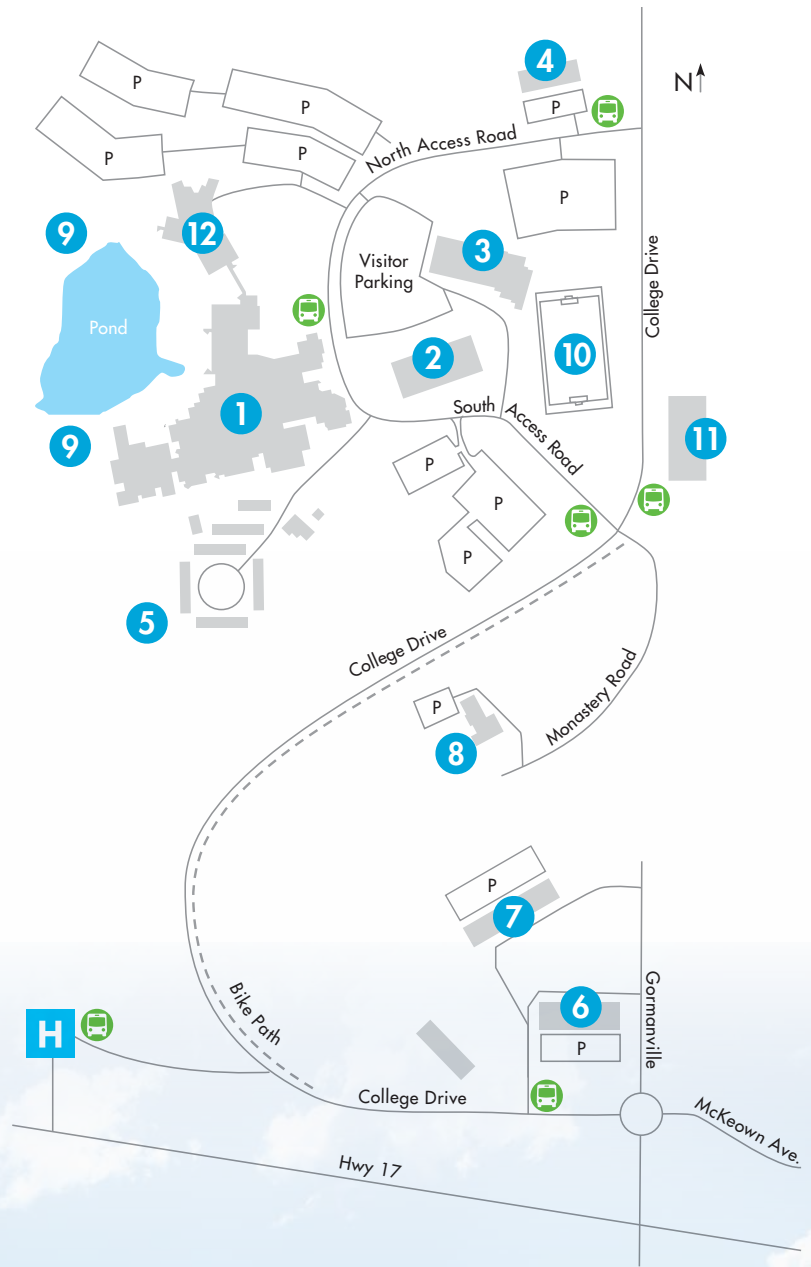 4
N
P
P
P
North Access Road
P
P
P
9
12
3
Visitor
Parking
College Drive
Pond
10
2
1
South
Access Road
11
9
P
P
P
5
College Drive
Monastery Road
P
8
P
7
Gormanville
Bike Path
6
H
P
College Drive
McKeown Ave.
Hwy 17